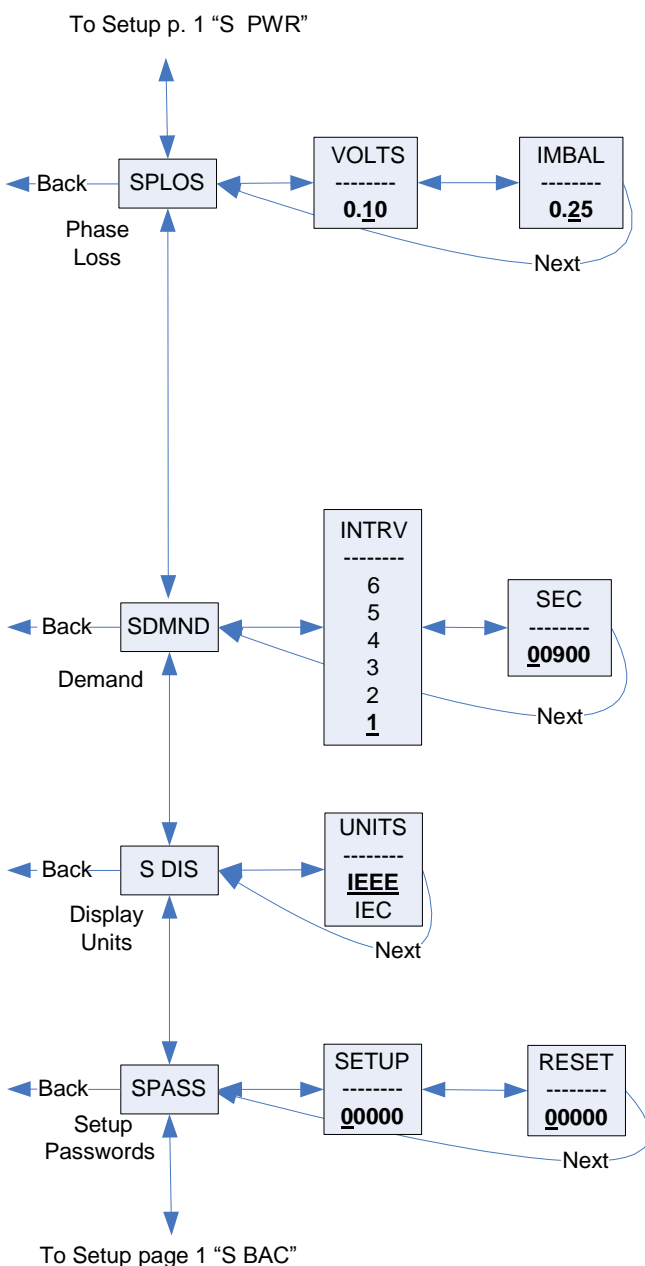 To Setup p. 1 “S PWR”
Back
SPLOS
Phase
Loss
VOLTS
--------
0.10
IMBAL
--------
0.25
Next
Back
SDMND
Demand
INTRV
--------
6
5
4
3
2
1
SEC
--------
00900
Next
Back
S DIS
Display
Units
UNITS
--------
IEEE
IEC
Next
Back
SPASS
Setup
Passwords
SETUP
--------
00000
RESET
--------
00000
Next
To Setup page 1 “S BAC”